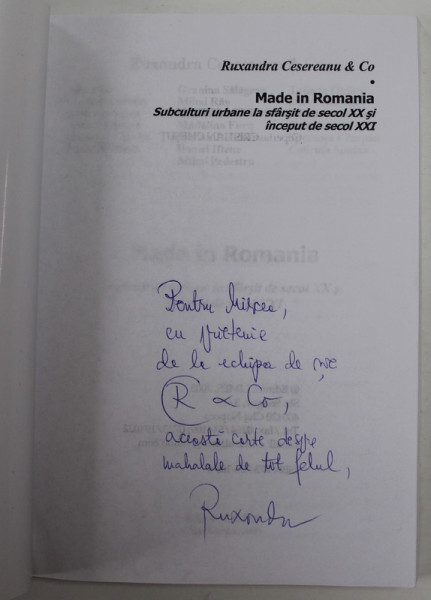 Ruxandra Cesereanu & Co
•
Made in Romania
Subculturi urbane la sfârşit de secol XX şi
început de secol XXI
Pentru Mircea,
cu prietenie
de la echipa de
R & Co,
această carte despre
mahalale de tot felul,
Ruxandra